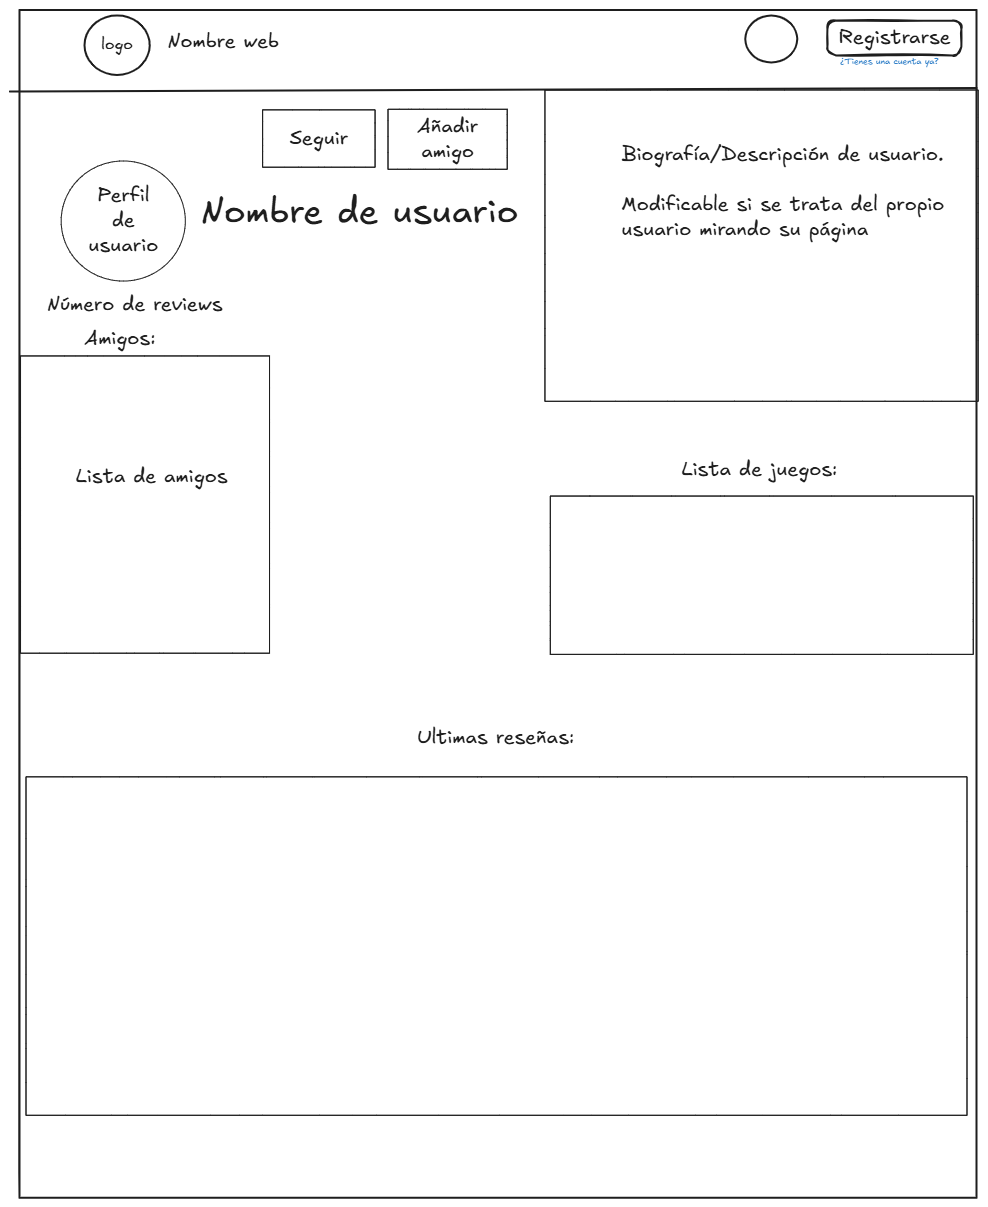 logo
Nombre web
Registrarse
¿Tienes una cuenta ya?
Seguir
Añadir
amigo
Biografía/Descripción de usuario.
Modificable si se trata del propio
usuario mirando su página
Perfil
de
usuario
Nombre de usuario
Número de reviews
Amigos:
Lista de amigos
Lista de juegos:
Ultimas reseñas: